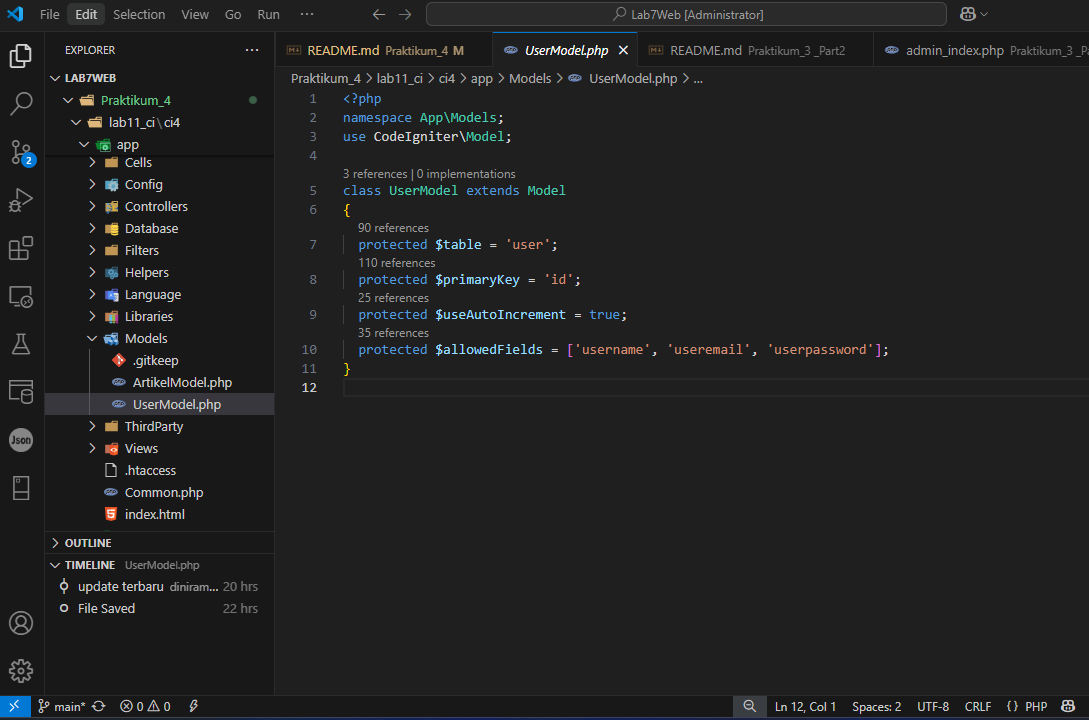 File Edit Selection View Go Run ··· Lab7Web [Administrator]
EXPLORER ···
LAB7WEB
Praktikum_4
lab11_ci\ci4
app
Cells
Config
Controllers
Database
Filters
Helpers
Language
Libraries
Models
.gitkeep
ArtikelModel.php
UserModel.php
ThirdParty
Views
.htaccess
Common.php
index.html
OUTLINE
TIMELINE UserModel.php
update terbaru diniram... 20 hrs
File Saved 22 hrs
2
Json
README.md Praktikum_4 M UserModel.php README.md Praktikum_3 _Part2 admin_index.php Praktikum_3 _Pa
Praktikum_4 > lab11_ci > ci4 > app > Models > UserModel.php > ...
1 <?php
2 namespace App\Models;
3 use CodeIgniter\Model;
4
3 references | 0 implementations
5 class UserModel extends Model
6 {
90 references
7 protected $table = 'user';
110 references
8 protected $primaryKey = 'id';
25 references
9 protected $useAutoIncrement = true;
35 references
10 protected $allowedFields = ['username', 'useremail', 'userpassword'];
11 }
12
main* 0 0 Ln 12, Col 1 Spaces: 2 UTF-8 CRLF {} PHP